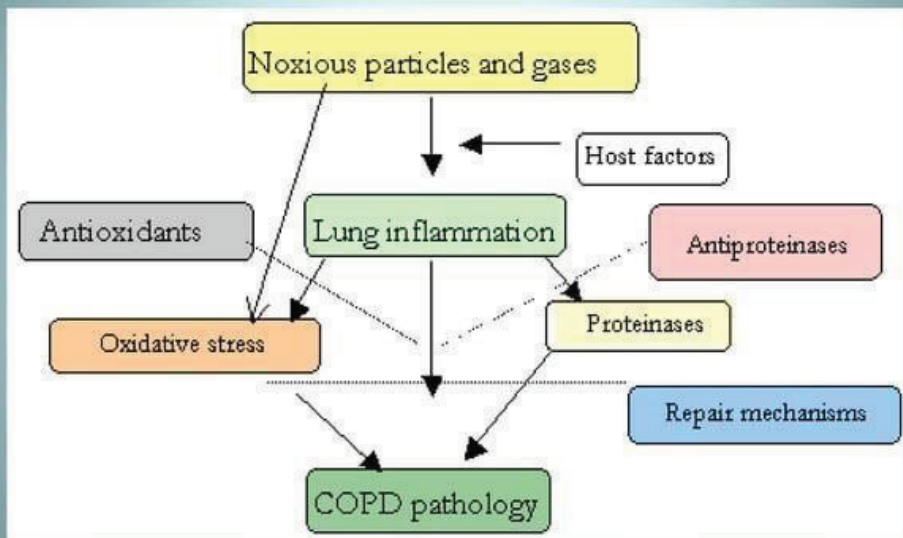 Noxious particles and gases
Host factors
Antioxidants
Lung inflammation
Antiproteinases
Oxidative stress
Proteinases
Repair mechanisms
COPD pathology